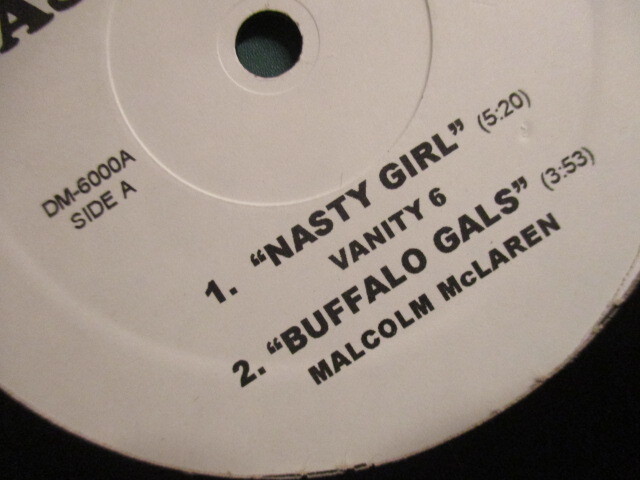 DM-6000A
SIDE A
1. "NASTY GIRL" (5:20)
VANITY 6
2. "BUFFALO GALS" (3:53)
MALCOLM McLAREN